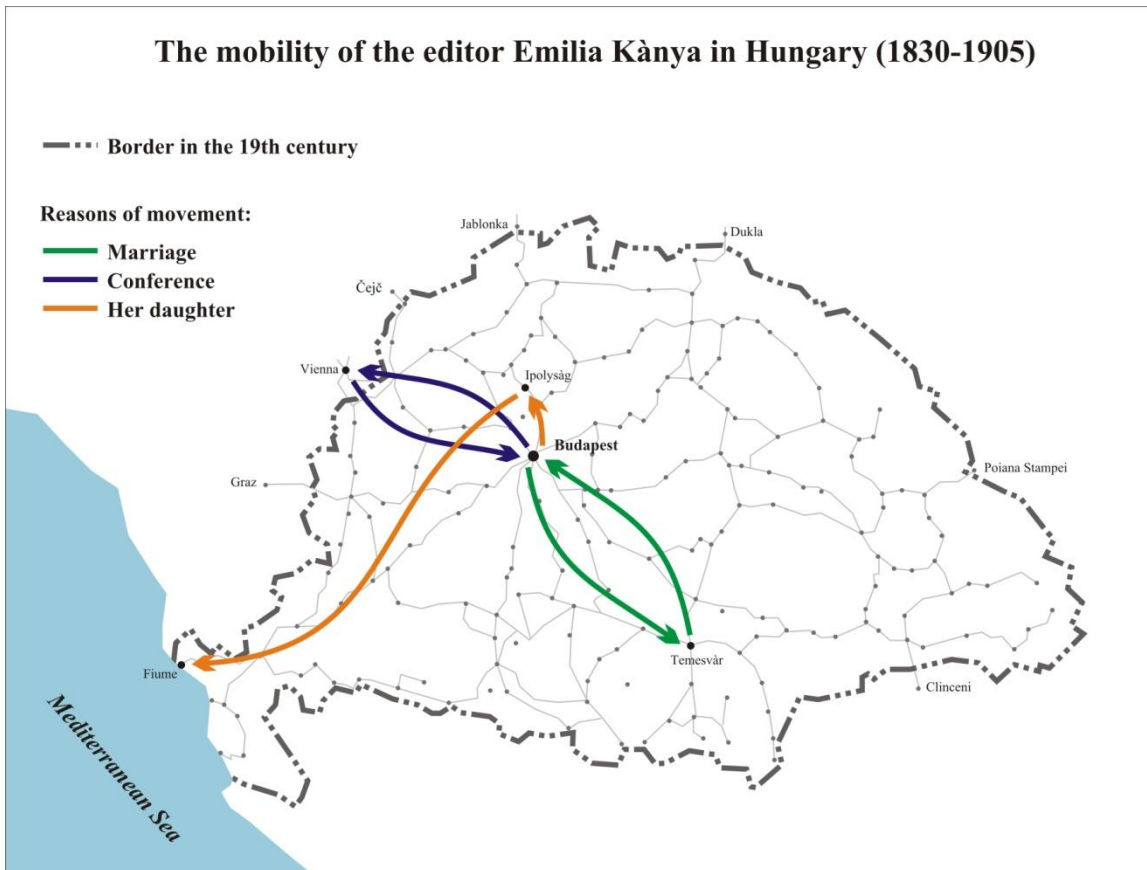 The mobility of the editor Emilia Kànya in Hungary (1830-1905)
Border in the 19th century
Reasons of movement:
Marriage
Conference
Her daughter
Jablonka
Dukla
Čejč
Vienna
Ipolysàg
Budapest
Graz
Poiana Stampei
Temesvàr
Fiume
Clinceni
Mediterranean Sea